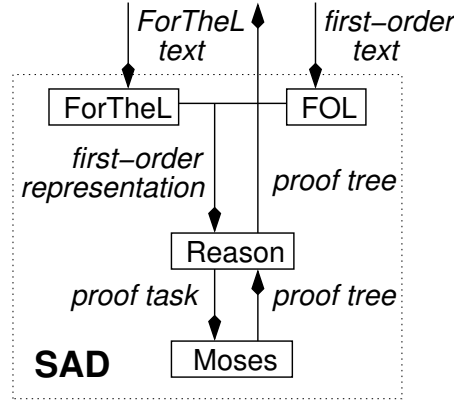 ForTheL
text
first−order
text
ForTheL
FOL
first−order
representation
proof tree
Reason
proof task
proof tree
SAD
Moses